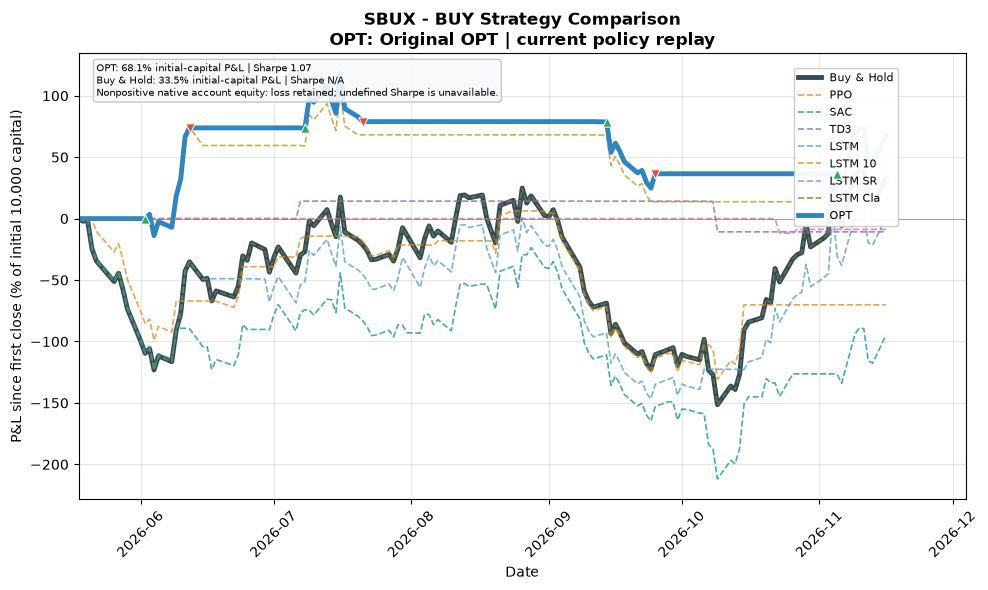 SBUX - BUY Strategy Comparison
OPT: Original OPT | current policy replay
OPT: 68.1% initial-capital P&L | Sharpe 1.07
Buy & Hold: 33.5% initial-capital P&L | Sharpe N/A
Nonpositive native account equity: loss retained; undefined Sharpe is unavailable.
Buy & Hold
PPO
SAC
TD3
LSTM
LSTM 10
LSTM SR
LSTM Cla
OPT
P&L since first close (% of initial 10,000 capital)
100
50
0
−50
−100
−150
−200
2026-06
2026-07
2026-08
2026-09
2026-10
2026-11
2026-12
Date